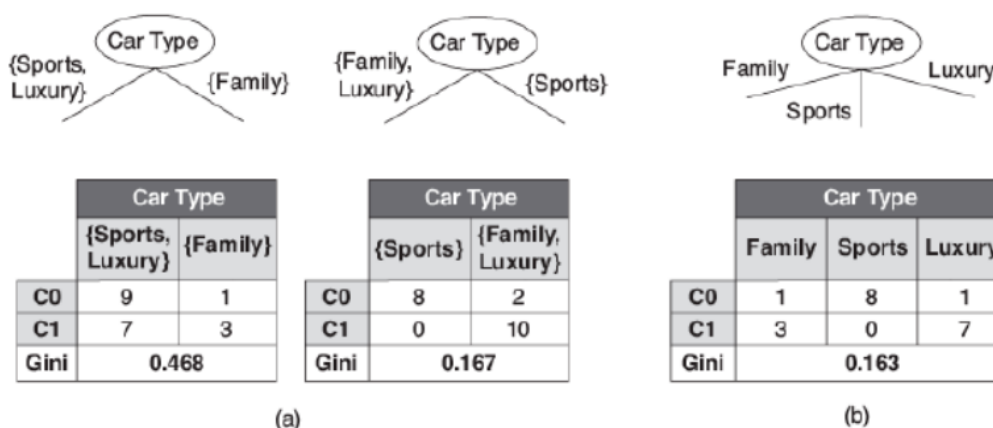 Car Type
{Sports,
Luxury}
{Family}
Car Type
{Family,
Luxury}
{Sports}
Car Type
Family
Sports
Luxury
Car Type
{Sports,
Luxury} {Family}
C0 9 1
C1 7 3
Gini 0.468
Car Type
{Sports} {Family,
Luxury}
C0 8 2
C1 0 10
Gini 0.167
(a)
Car Type
Family Sports Luxury
C0 1 8 1
C1 3 0 7
Gini 0.163
(b)